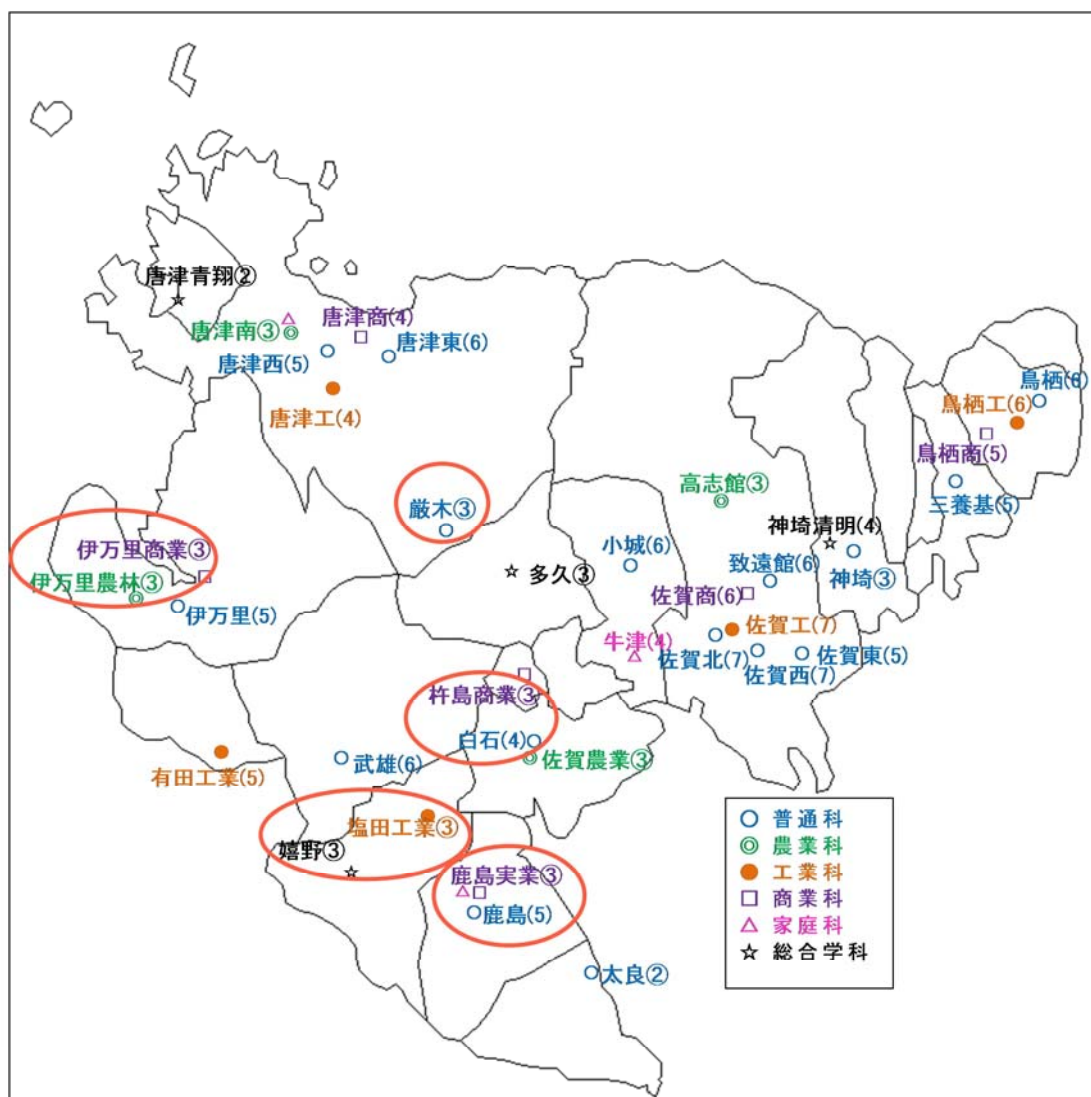 唐津青翔②
唐津南③
唐津商(4)
唐津西(5)
唐津東(6)
唐津工(4)
鳥栖(6)
鳥栖工(6)
鳥栖商(5)
三養基(5)
厳木③
高志館③
神埼清明(4)
伊万里商業③
伊万里農林③
伊万里(5)
小城(6)
致遠館(6)
神埼③
多久③
佐賀商(6)
佐賀工(7)
牛津(4)
佐賀北(7)
佐賀東(5)
佐賀西(7)
杵島商業③
白石(4)
佐賀農業③
武雄(6)
有田工業(5)
塩田工業③
嬉野③
鹿島実業③
鹿島(5)
太良②
○ 普通科
◎ 農業科
● 工業科
□ 商業科
△ 家庭科
☆ 総合学科